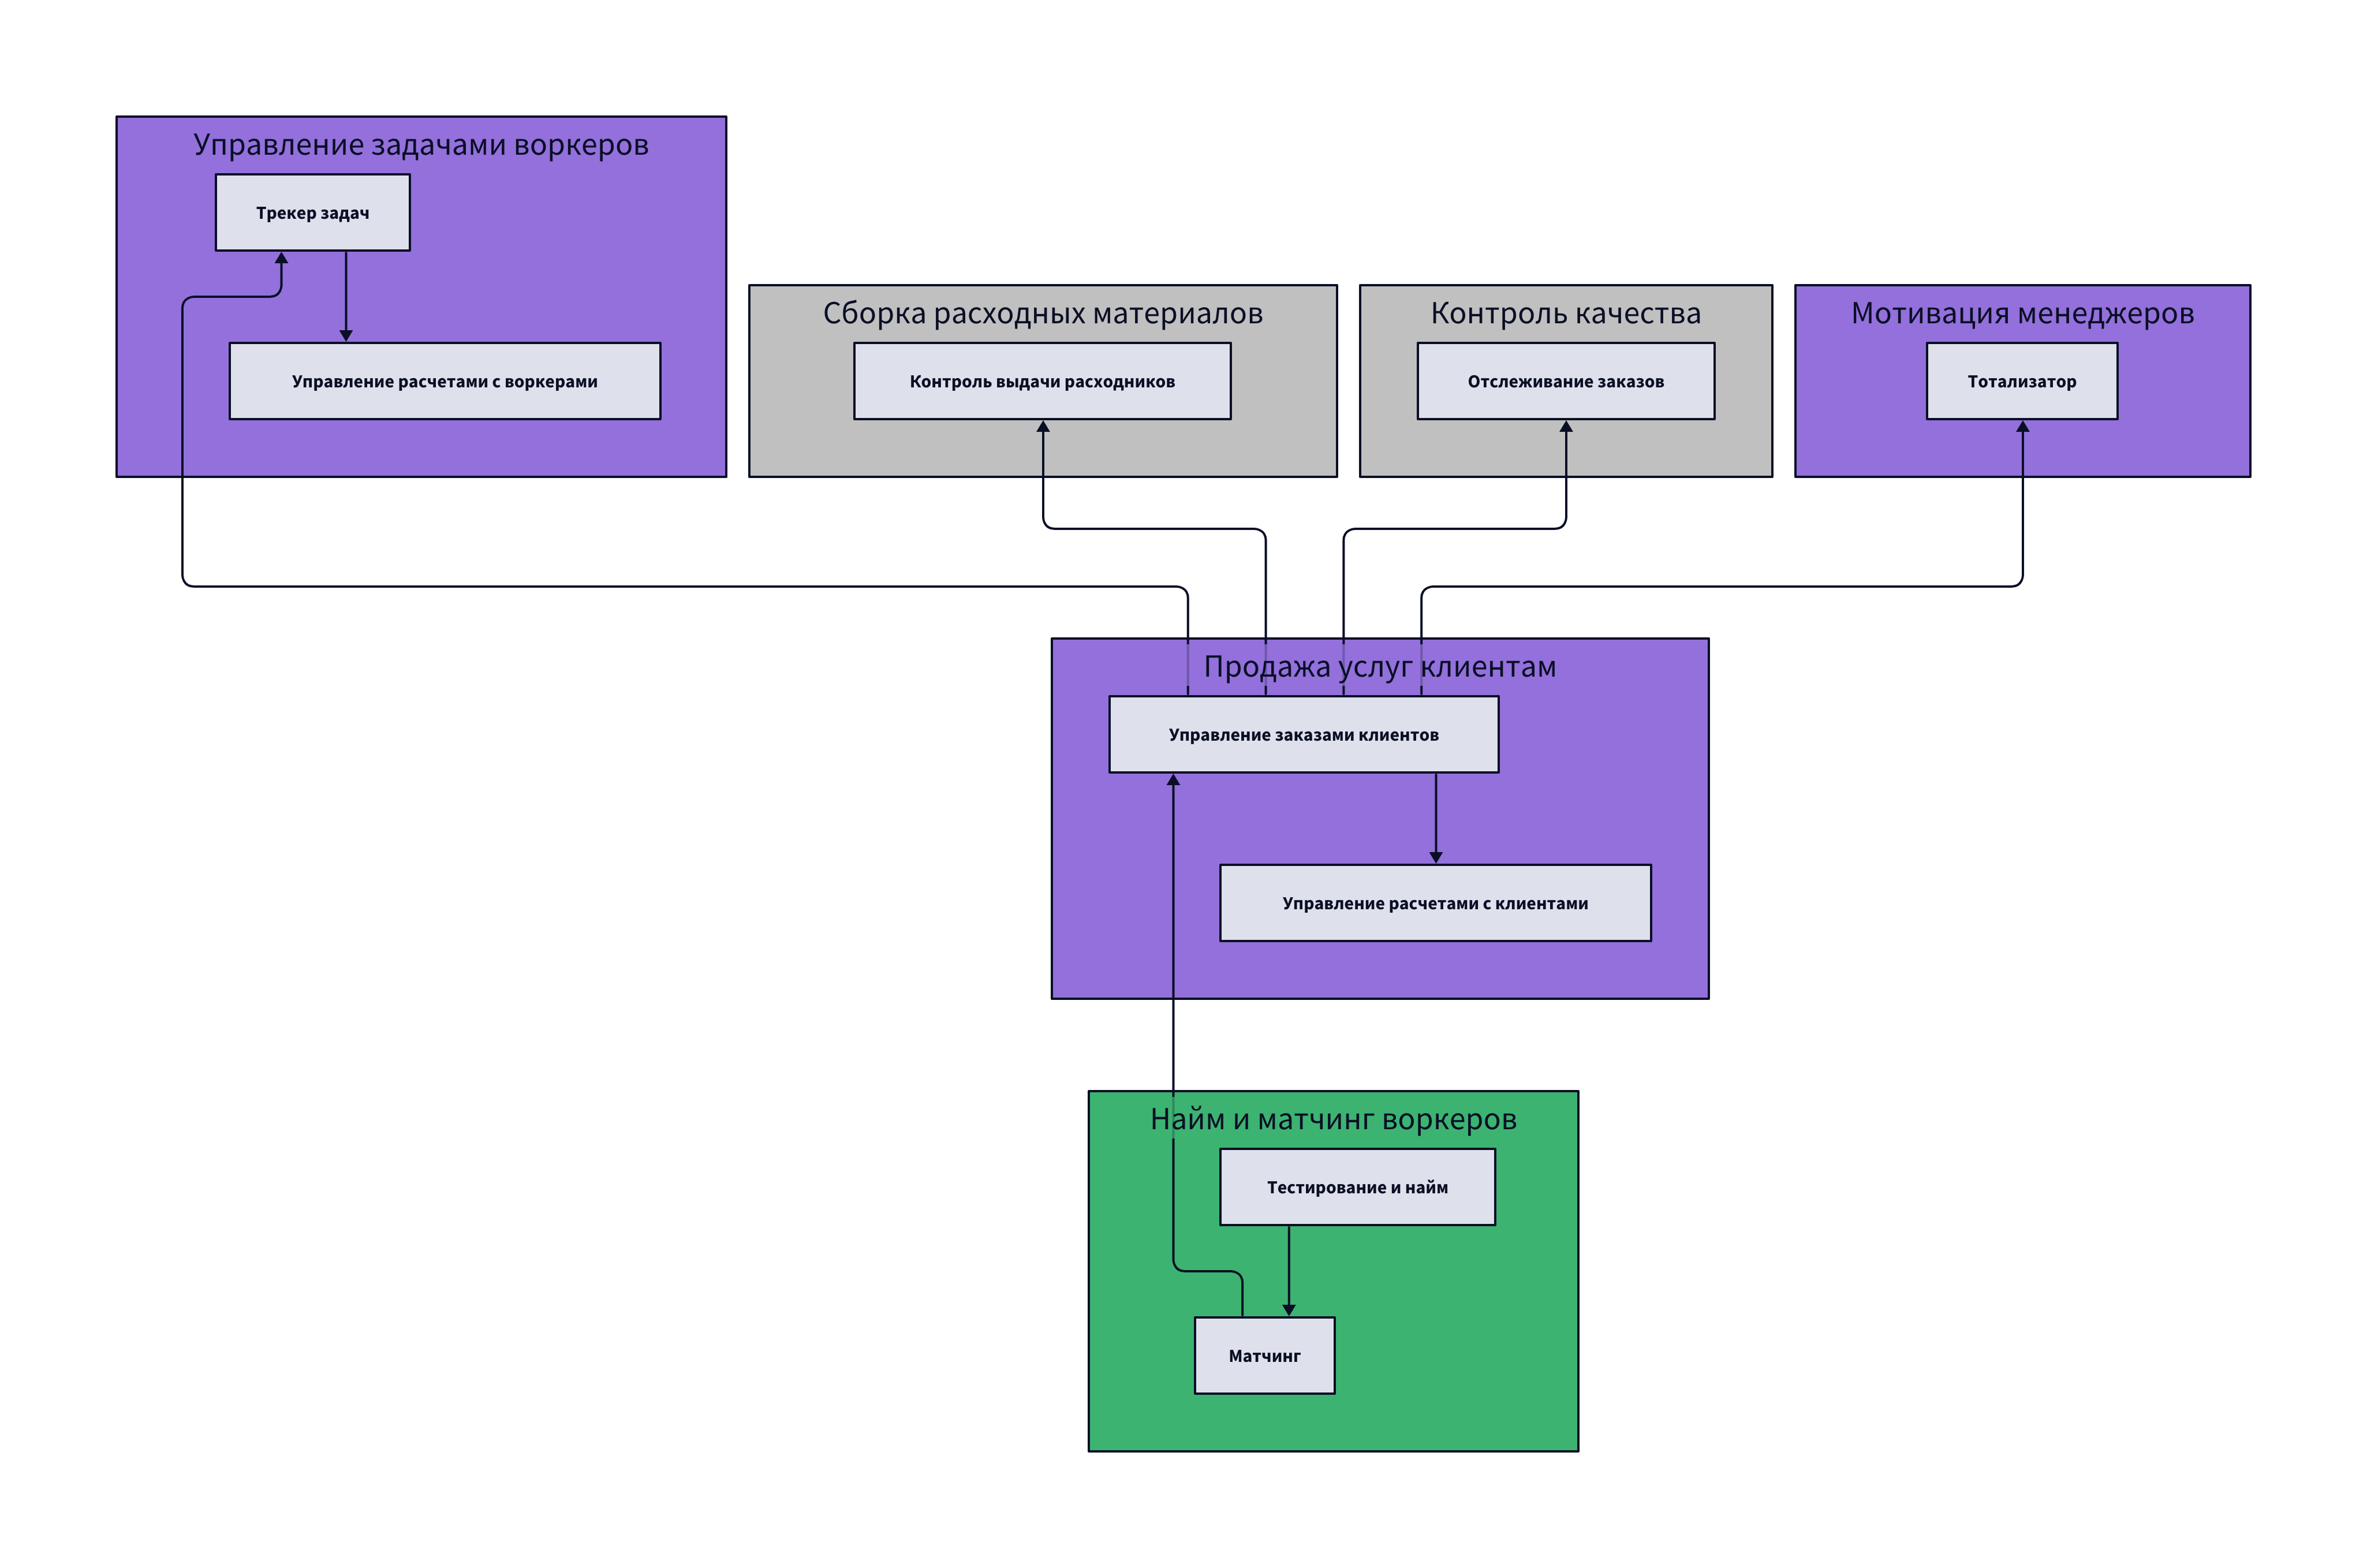 Управление задачами воркеров
Трекер задач
Управление расчетами с воркерами
Сборка расходных материалов
Контроль выдачи расходников
Контроль качества
Отслеживание заказов
Мотивация менеджеров
Тотализатор
Продажа услуг клиентам
Управление заказами клиентов
Управление расчетами с клиентами
Найм и матчинг воркеров
Тестирование и найм
Матчинг